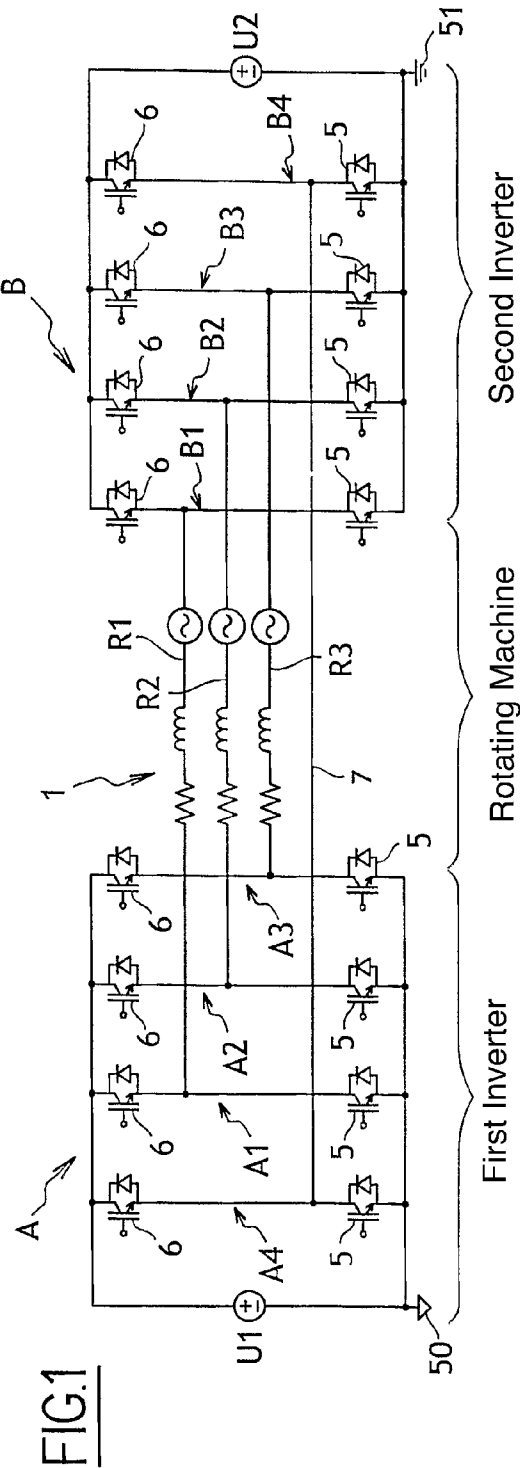 FIG.1
A
1
B
U1
A4
A1
A2
A3
6
6
6
6
5
5
5
5
50
R1
R2
R3
7
B1
B2
B3
B4
6
6
6
6
5
5
5
5
U2
51
First Inverter
Rotating Machine
Second Inverter